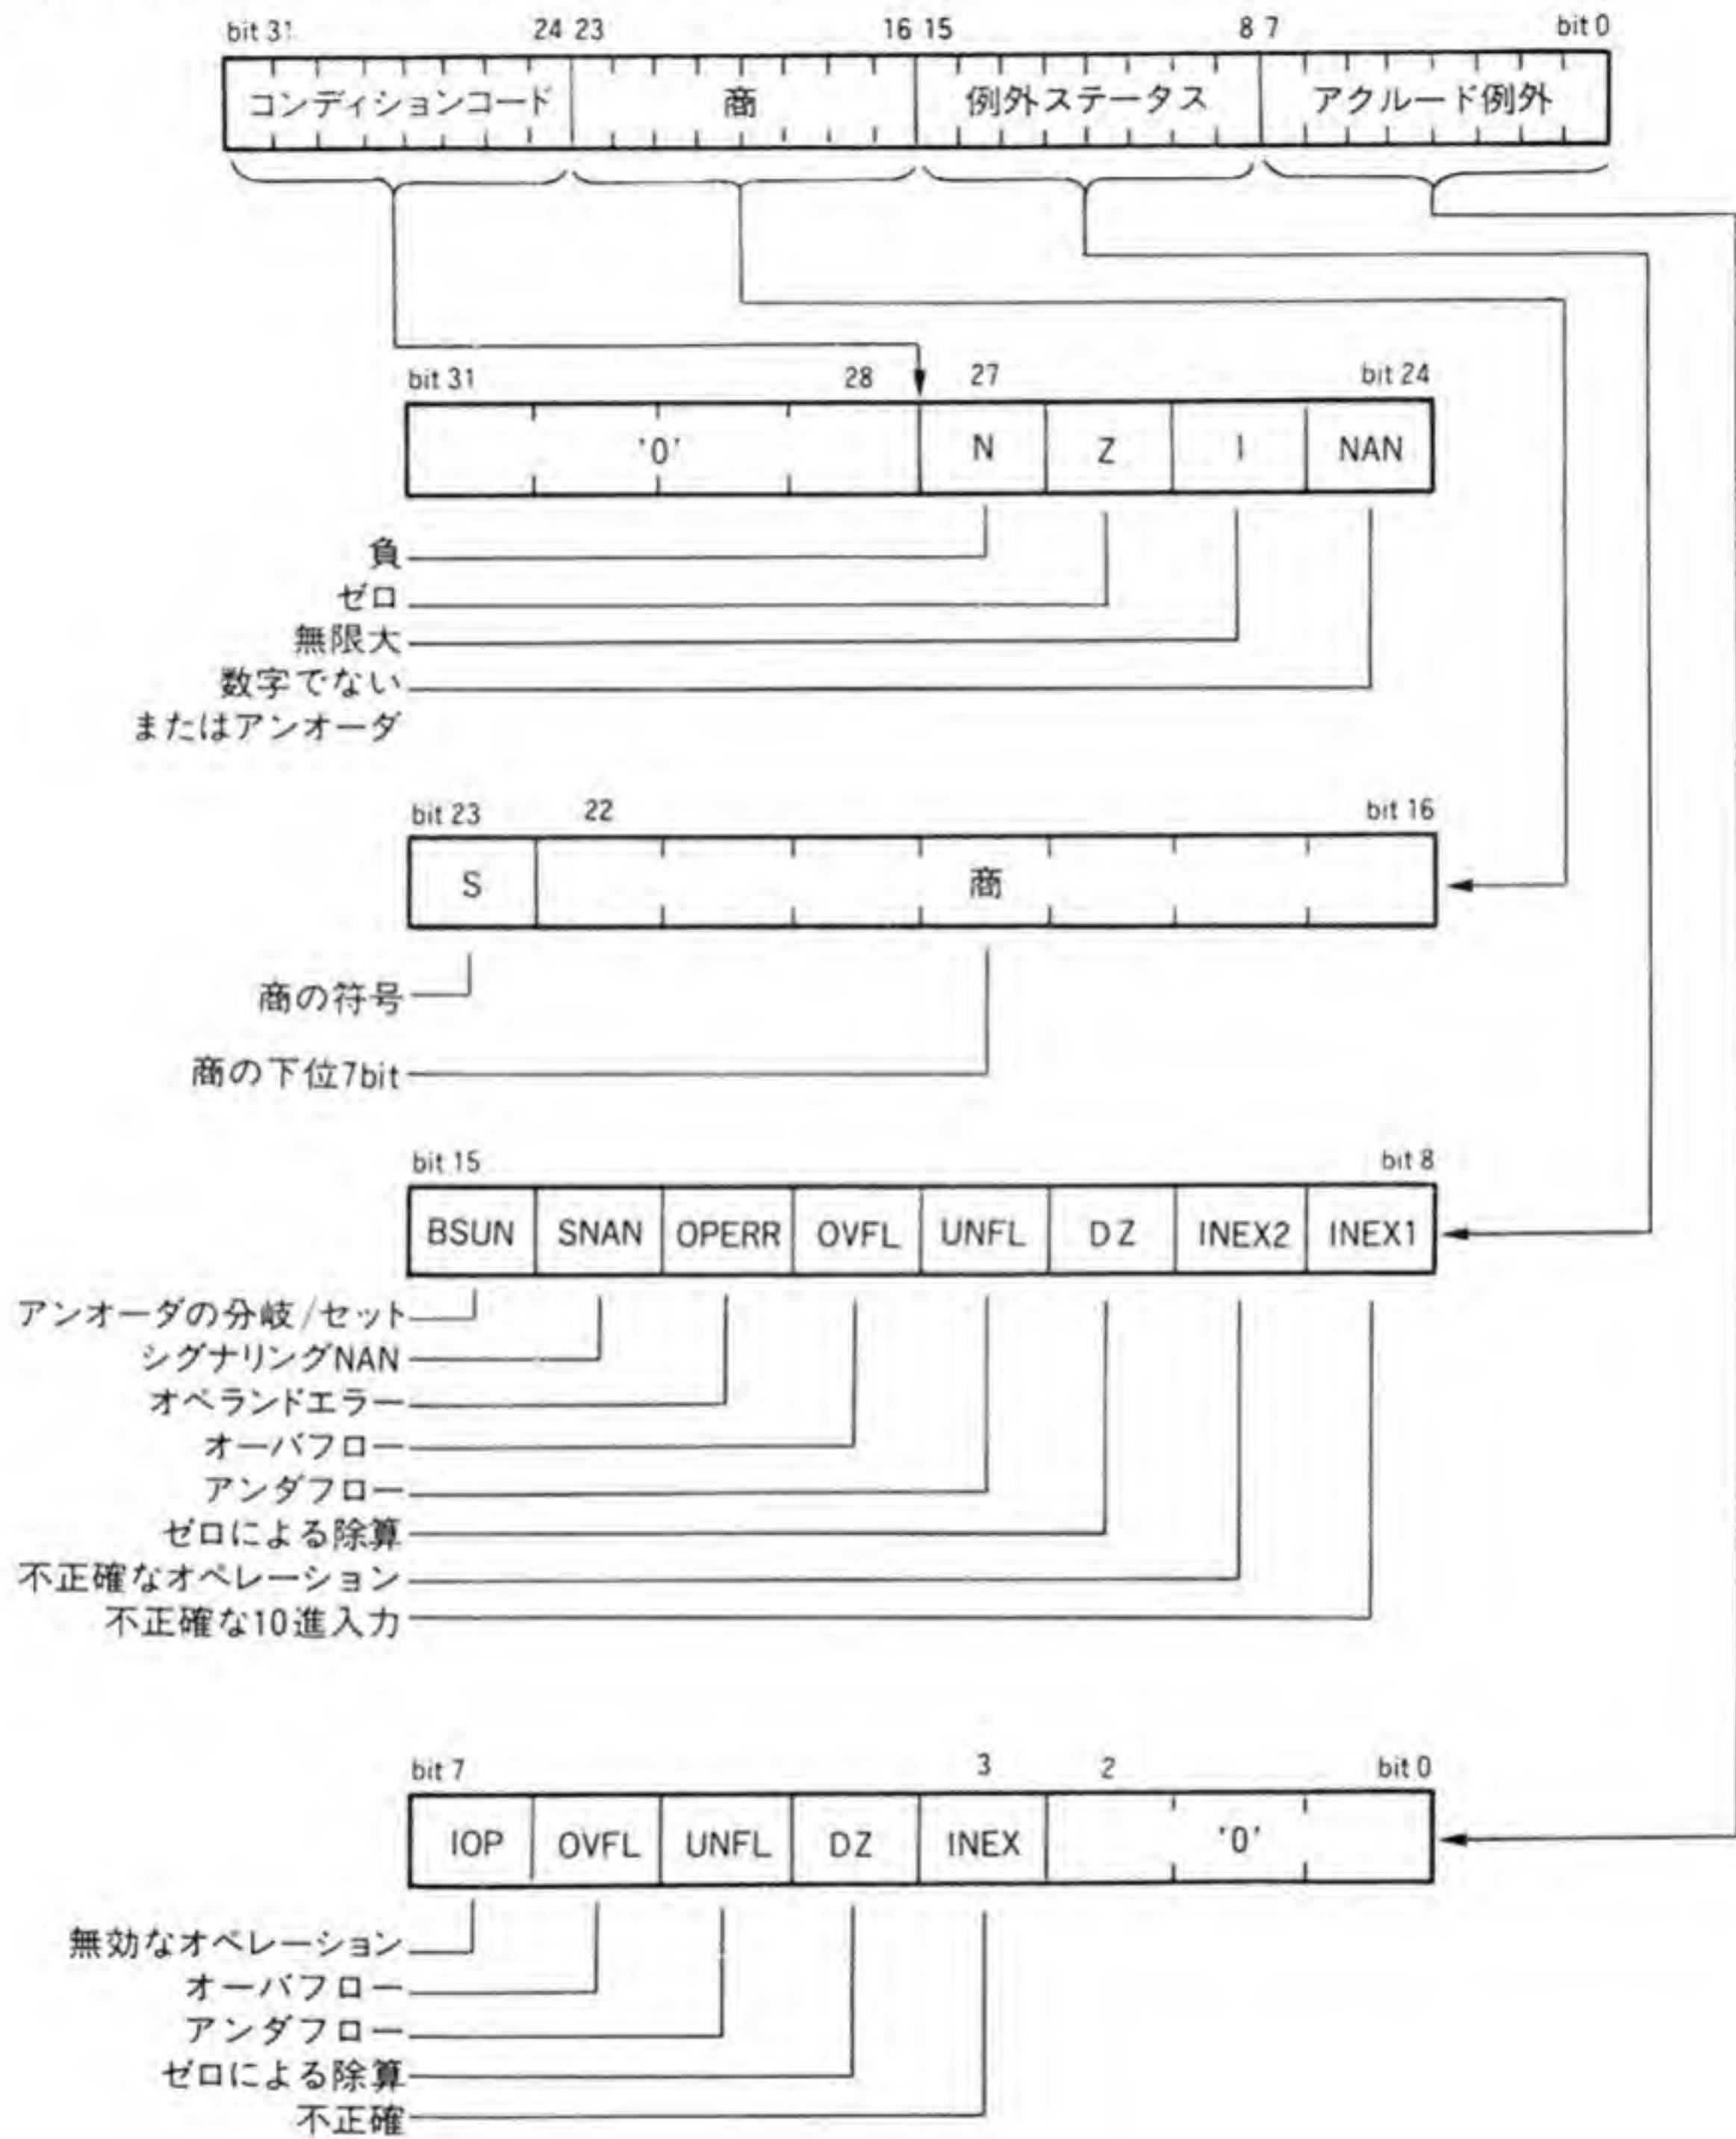 bit 31 24 23 16 15 8 7 bit 0
コンディションコード 商 例外ステータス アクルード例外
bit 31 28 27 bit 24
'0' N Z I NAN
負
ゼロ
無限大
数字でない
またはアンオーダ
bit 23 22 bit 16
S 商
商の符号
商の下位7bit
bit 15 bit 8
BSUN SNAN OPERR OVFL UNFL DZ INEX2 INEX1
アンオーダの分岐/セット
シグナリングNAN
オペランドエラー
オーバフロー
アンダフロー
ゼロによる除算
不正確なオペレーション
不正確な10進入力
bit 7 3 2 bit 0
IOP OVFL UNFL DZ INEX '0'
無効なオペレーション
オーバフロー
アンダフロー
ゼロによる除算
不正確